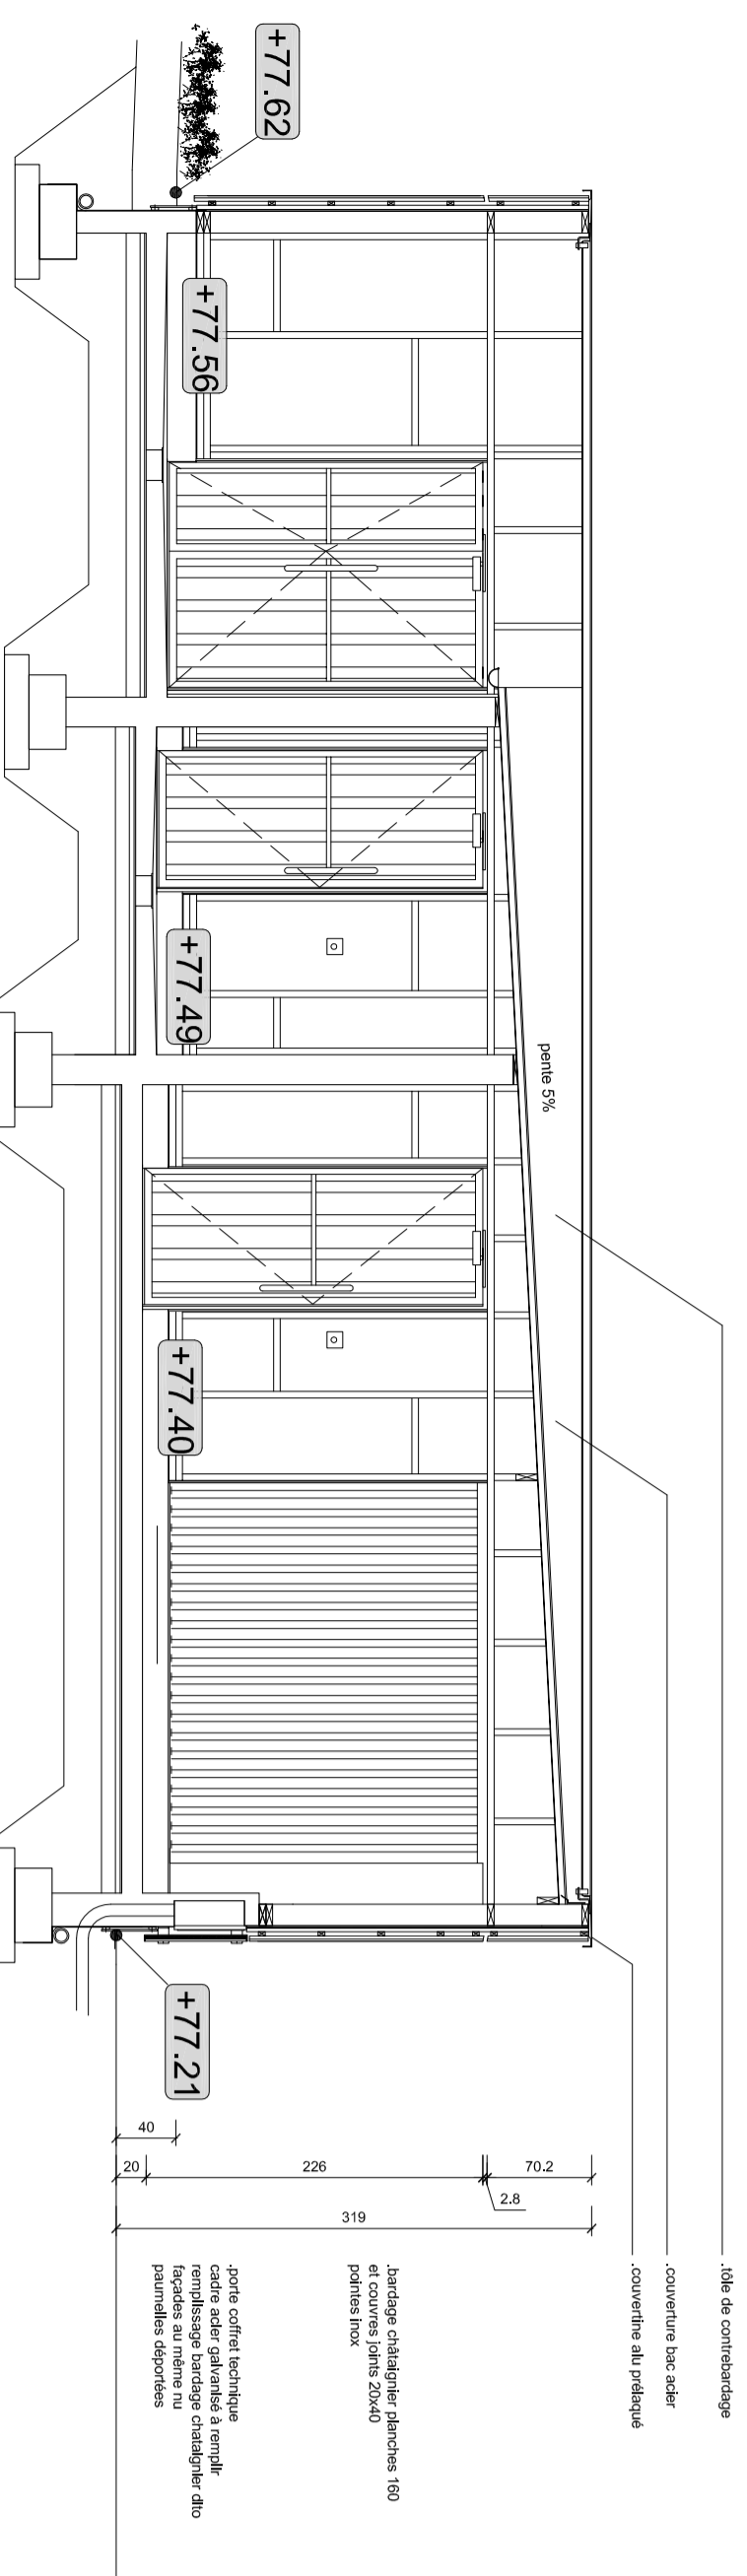 .tôle de contrebardage
.couverture bac acier
.couvertine alu prélaqué
pente 5%
+77.62
+77.56
+77.49
+77.40
+77.21
70.2
2.8
226
20
40
319
.bardage châtaignier planches 160
et couvres joints 20x40
pointes inox
.porte coffret technique
cadre acier galvanisé à remplir
remplissage bardage chataignier dito
façades au même nu
paumelles déportées